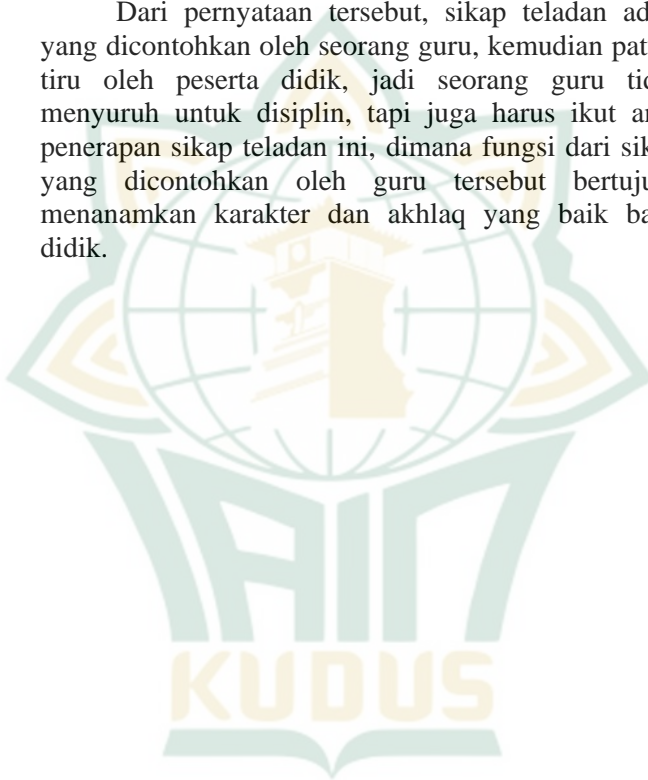 Dari pernyataan tersebut, sikap teladan ad
yang dicontohkan oleh seorang guru, kemudian pat
tiru oleh peserta didik, jadi seorang guru tid
menyuruh untuk disiplin, tapi juga harus ikut an
penerapan sikap teladan ini, dimana fungsi dari sik
yang dicontohkan oleh guru tersebut bertuju
menanamkan karakter dan akhlaq yang baik ba
didik.
IAIN
KUDUS